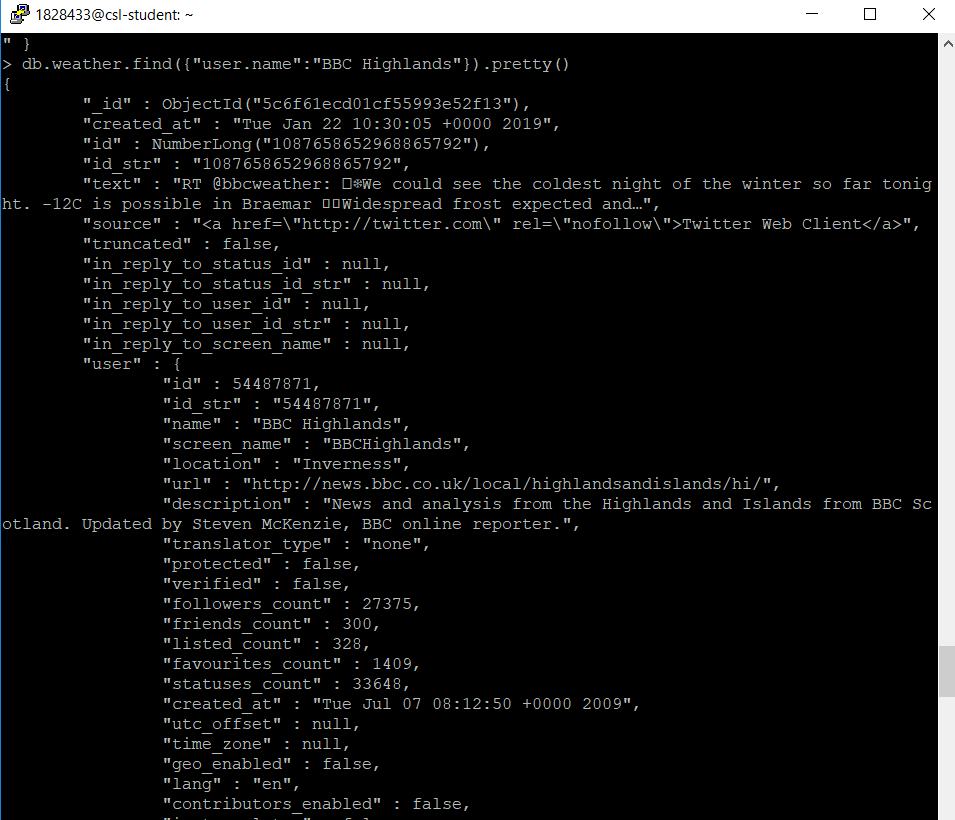 1828433@csl-student: ~
" }
> db.weather.find({"user.name":"BBC Highlands"}).pretty()
{
        "_id" : ObjectId("5c6f61ecd01cf55993e52f13"),
        "created_at" : "Tue Jan 22 10:30:05 +0000 2019",
        "id" : NumberLong("1087658652968865792"),
        "id_str" : "1087658652968865792",
        "text" : "RT @bbcweather: ▯❄We could see the coldest night of the winter so far tonig
ht. -12C is possible in Braemar ▯▯Widespread frost expected and…",
        "source" : "<a href=\"http://twitter.com\" rel=\"nofollow\">Twitter Web Client</a>",
        "truncated" : false,
        "in_reply_to_status_id" : null,
        "in_reply_to_status_id_str" : null,
        "in_reply_to_user_id" : null,
        "in_reply_to_user_id_str" : null,
        "in_reply_to_screen_name" : null,
        "user" : {
                "id" : 54487871,
                "id_str" : "54487871",
                "name" : "BBC Highlands",
                "screen_name" : "BBCHighlands",
                "location" : "Inverness",
                "url" : "http://news.bbc.co.uk/local/highlandsandislands/hi/",
                "description" : "News and analysis from the Highlands and Islands from BBC Sc
otland. Updated by Steven McKenzie, BBC online reporter.",
                "translator_type" : "none",
                "protected" : false,
                "verified" : false,
                "followers_count" : 27375,
                "friends_count" : 300,
                "listed_count" : 328,
                "favourites_count" : 1409,
                "statuses_count" : 33648,
                "created_at" : "Tue Jul 07 08:12:50 +0000 2009",
                "utc_offset" : null,
                "time_zone" : null,
                "geo_enabled" : false,
                "lang" : "en",
                "contributors_enabled" : false,